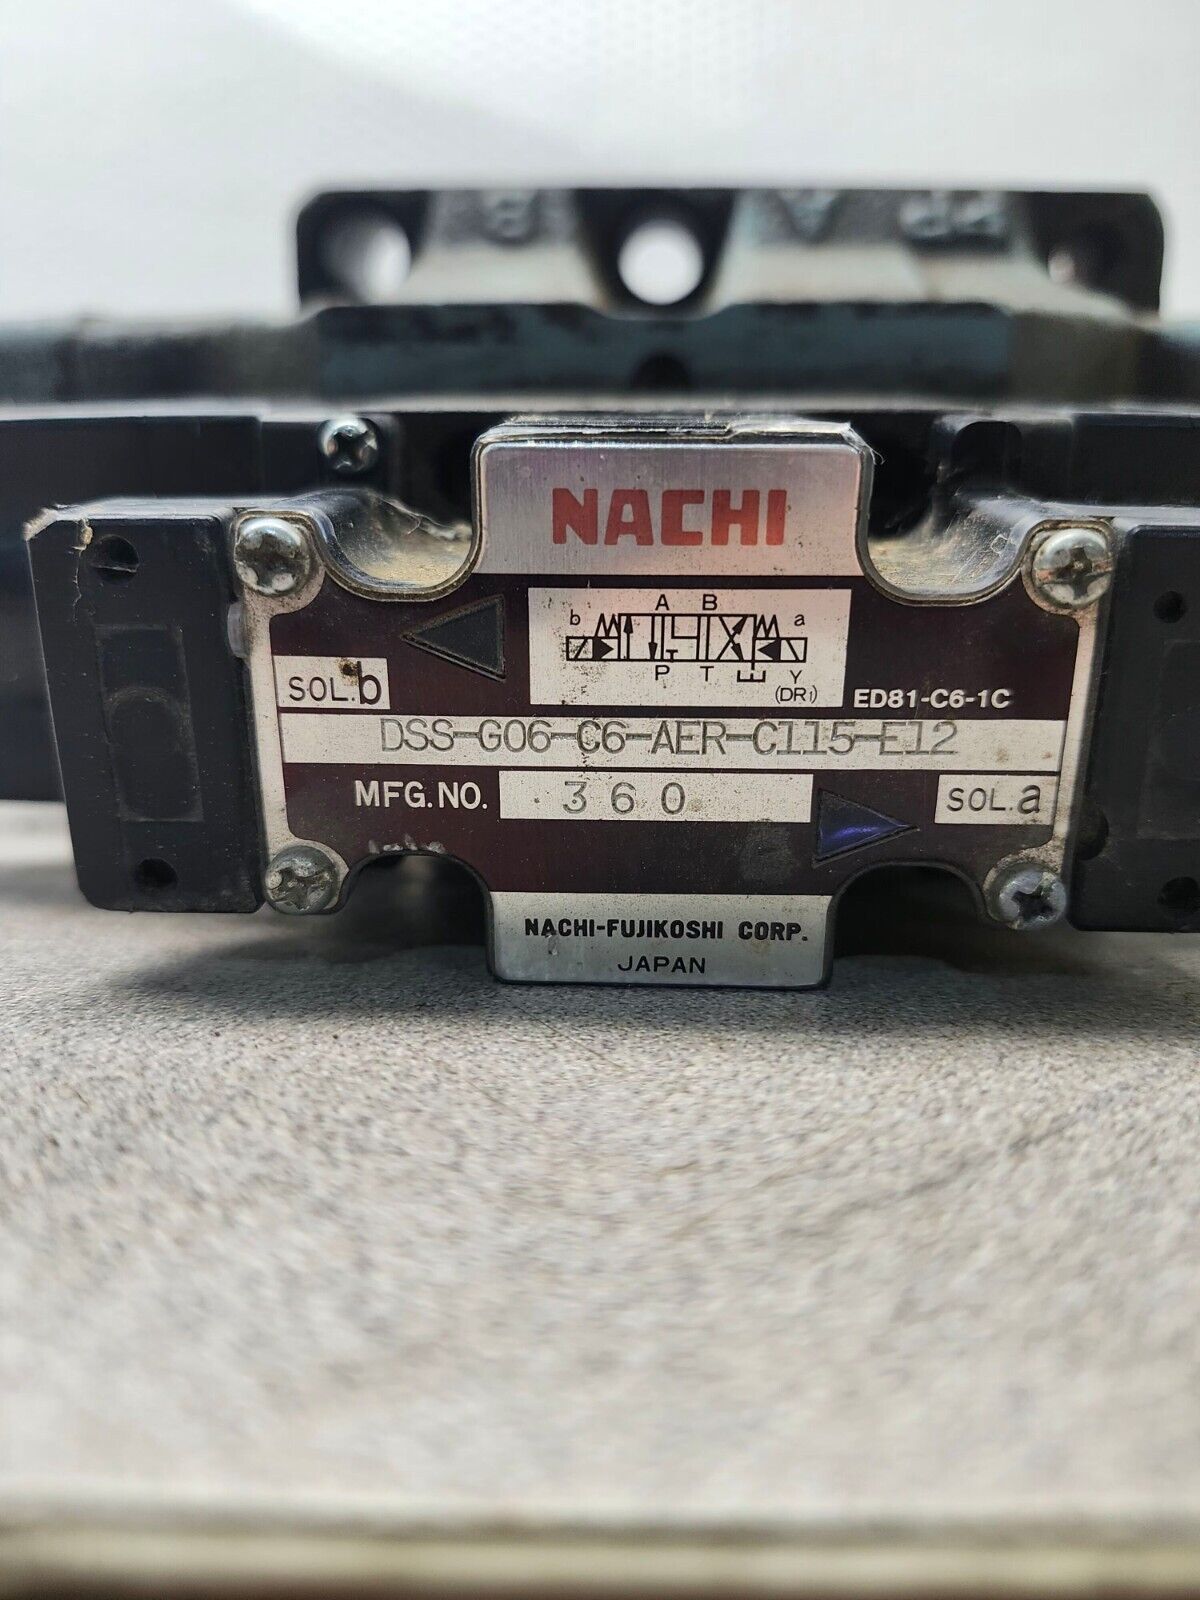 NACHI
A B
b a
P T Y
(DR₁)
ED81-C6-1C
SOL.b
DSS-G06-C6-AER-C115-E12
MFG.NO. 360
SOL.a
NACHI-FUJIKOSHI CORP.
JAPAN